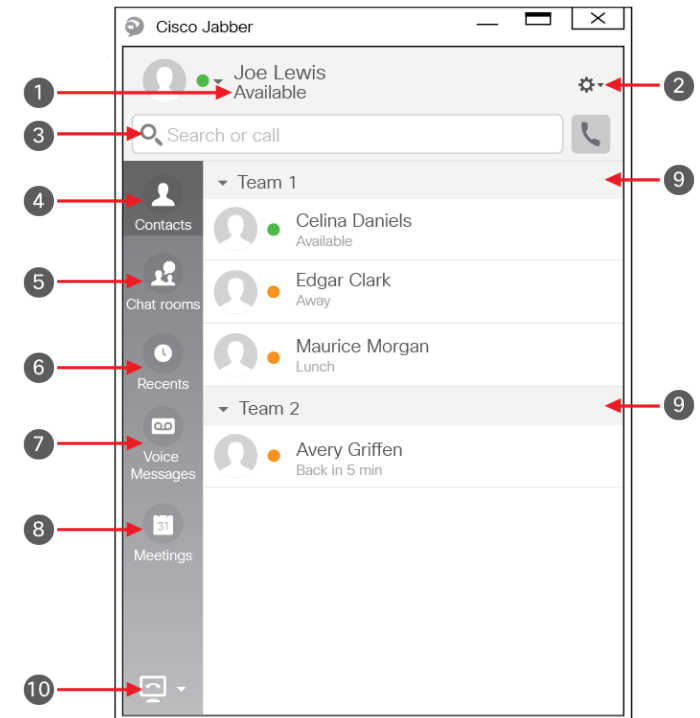 Cisco Jabber
Joe Lewis
1
Available
2
3
Search or call
Team 1
9
4
Contacts
Celina Daniels
Available
5
Chat rooms
Edgar Clark
Away
6
Recents
Maurice Morgan
Lunch
Team 2
9
7
Voice
Messages
Avery Griffen
Back in 5 min
8
31
Meetings
10